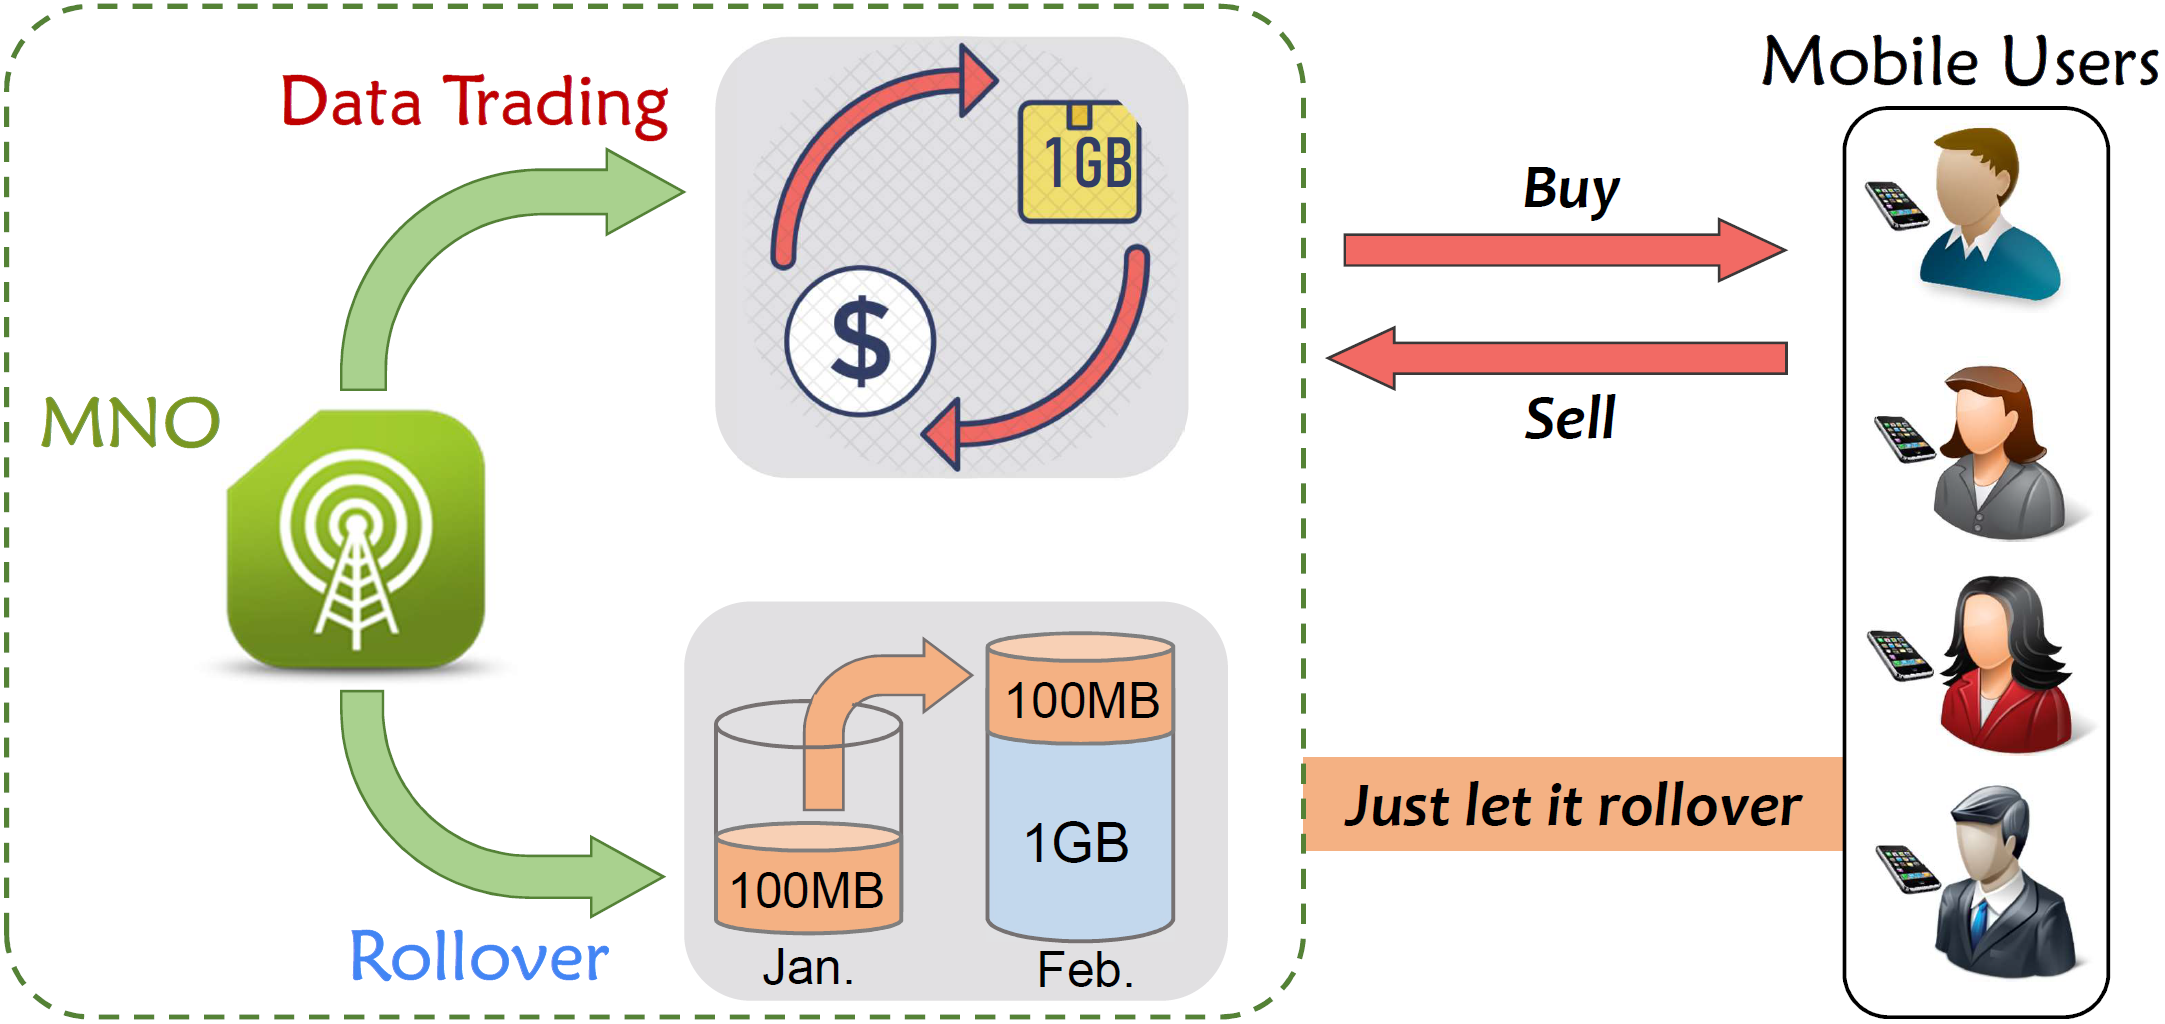 Mobile Users
Data Trading
1GB
$
Buy
Sell
MNO
100MB
1GB
100MB
Just let it rollover
Rollover
Jan.
Feb.